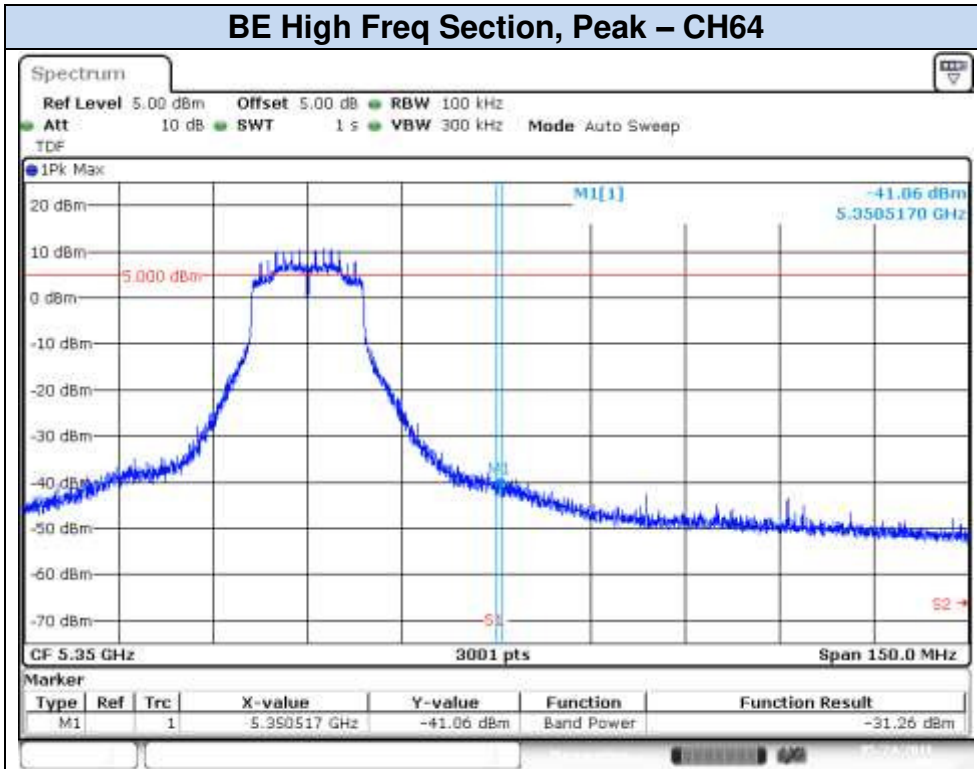 BE High Freq Section, Peak – CH64
Spectrum
Ref Level 5.00 dBm Offset 5.00 dB RBW 100 kHz
Att 10 dB SWT 1 s VBW 300 kHz Mode Auto Sweep
TDF
1Pk Max
M1[1] -41.06 dBm
5.3505170 GHz
20 dBm
10 dBm
5.000 dBm
0 dBm
-10 dBm
-20 dBm
-30 dBm
M1
-40 dBm
-50 dBm
-60 dBm
S2
-70 dBm
S1
CF 5.35 GHz 3001 pts Span 150.0 MHz
Marker
Type Ref Trc X-value Y-value Function Function Result
M1 1 5.350517 GHz -41.06 dBm Band Power -31.26 dBm